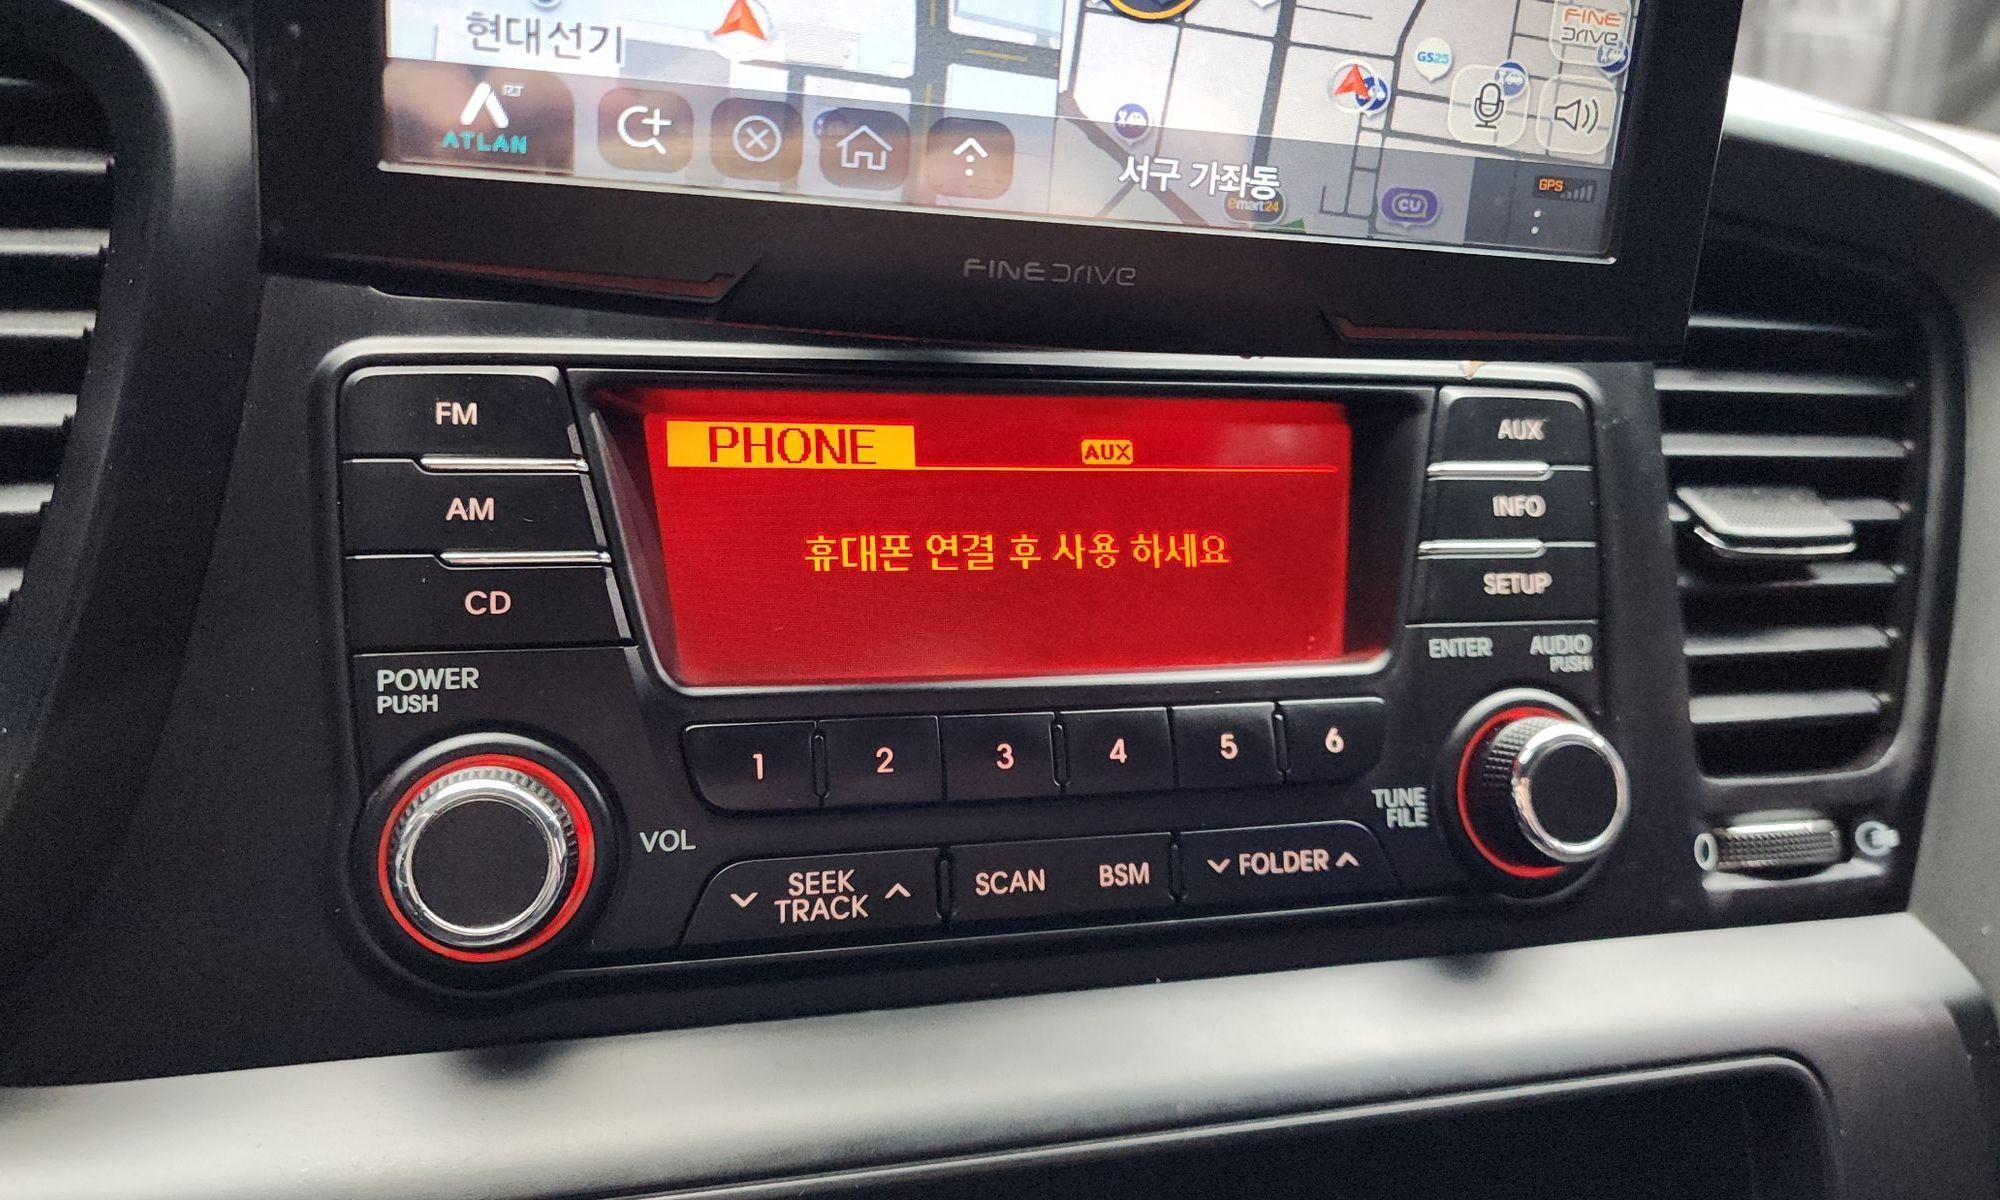 현대선기
FINE
DRIVE
GS25
ATLAN
서구 가좌동
emart24
CU
GPS
FINEDRIVE
FM
AM
CD
PHONE
AUX
휴대폰 연결 후 사용 하세요
AUX
INFO
SETUP
ENTER
AUDIO
PUSH
POWER
PUSH
VOL
1 2 3 4 5 6
TUNE
FILE
SEEK
TRACK
SCAN BSM
FOLDER